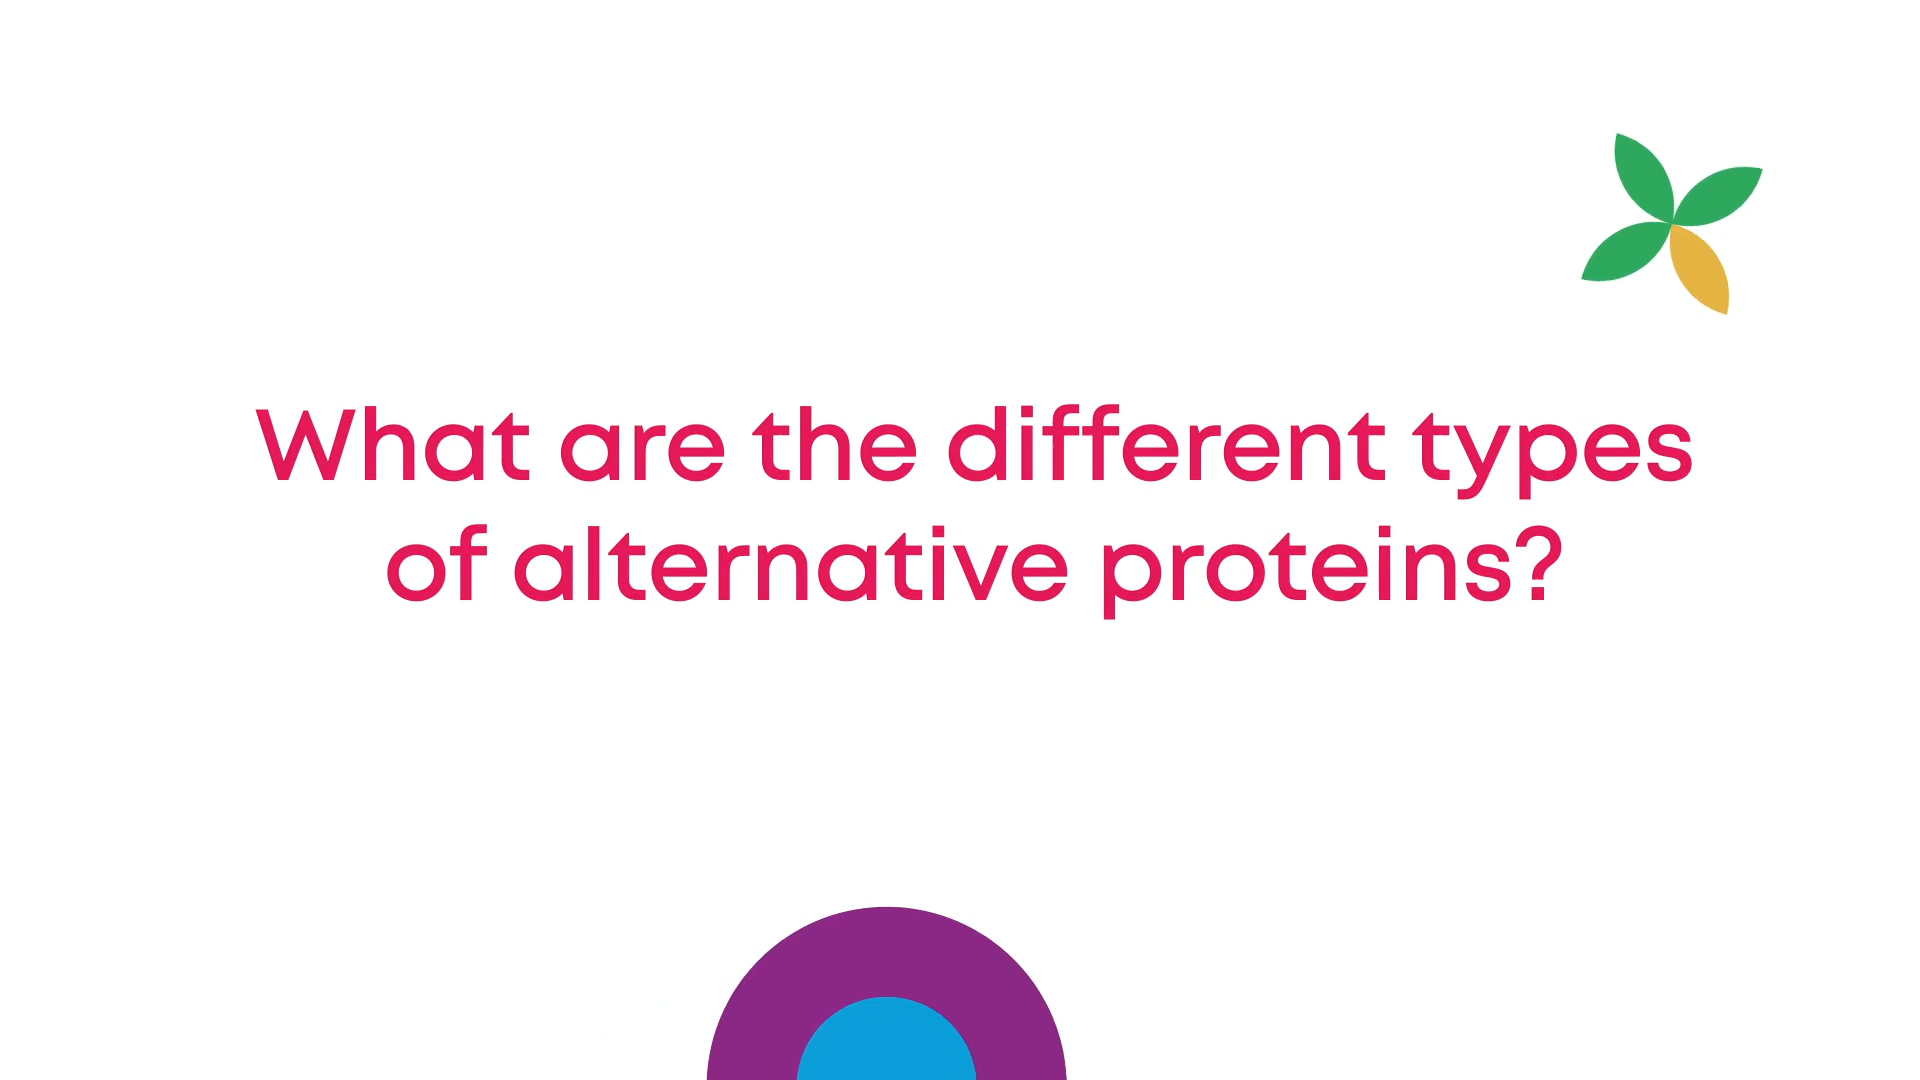 What are the different types
of alternative proteins?